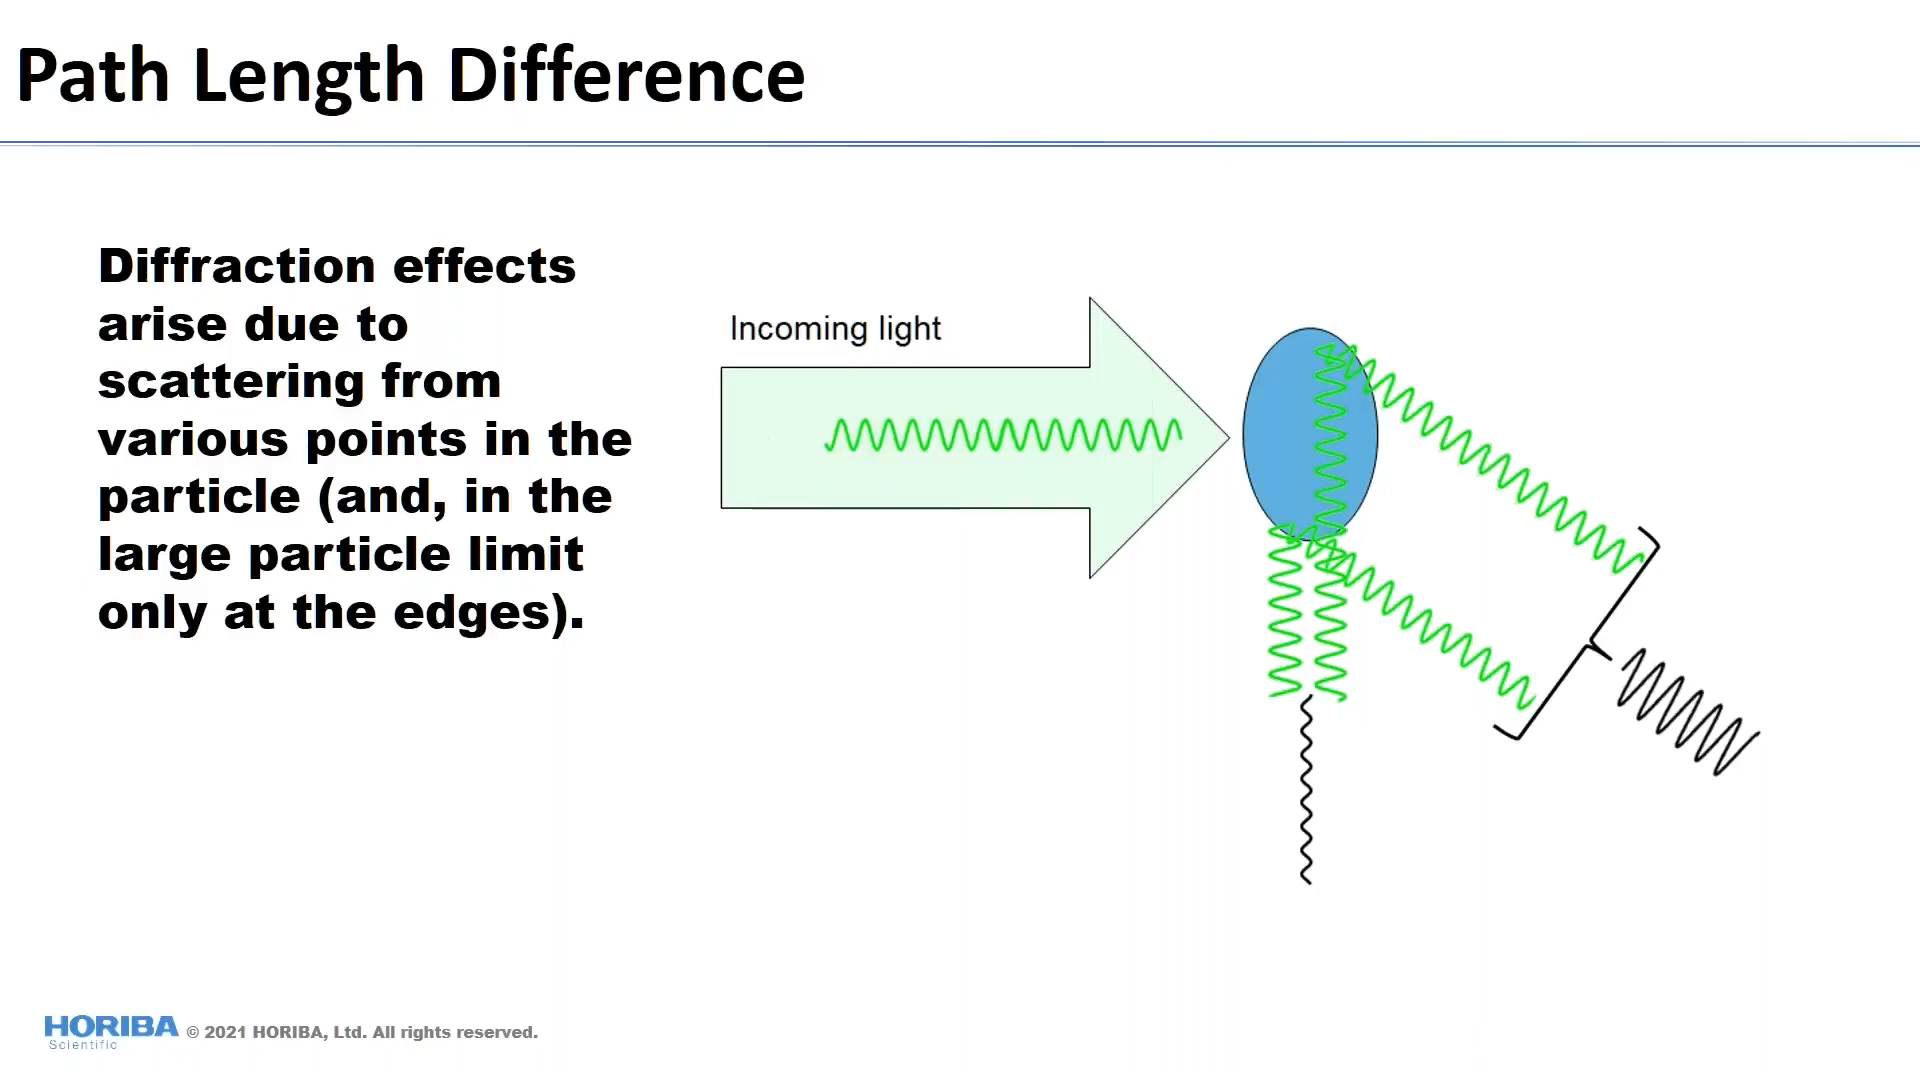 Path Length Difference
Diffraction effects
arise due to
scattering from
various points in the
particle (and, in the
large particle limit
only at the edges).
Incoming light
HORIBA
Scientific
© 2021 HORIBA, Ltd. All rights reserved.